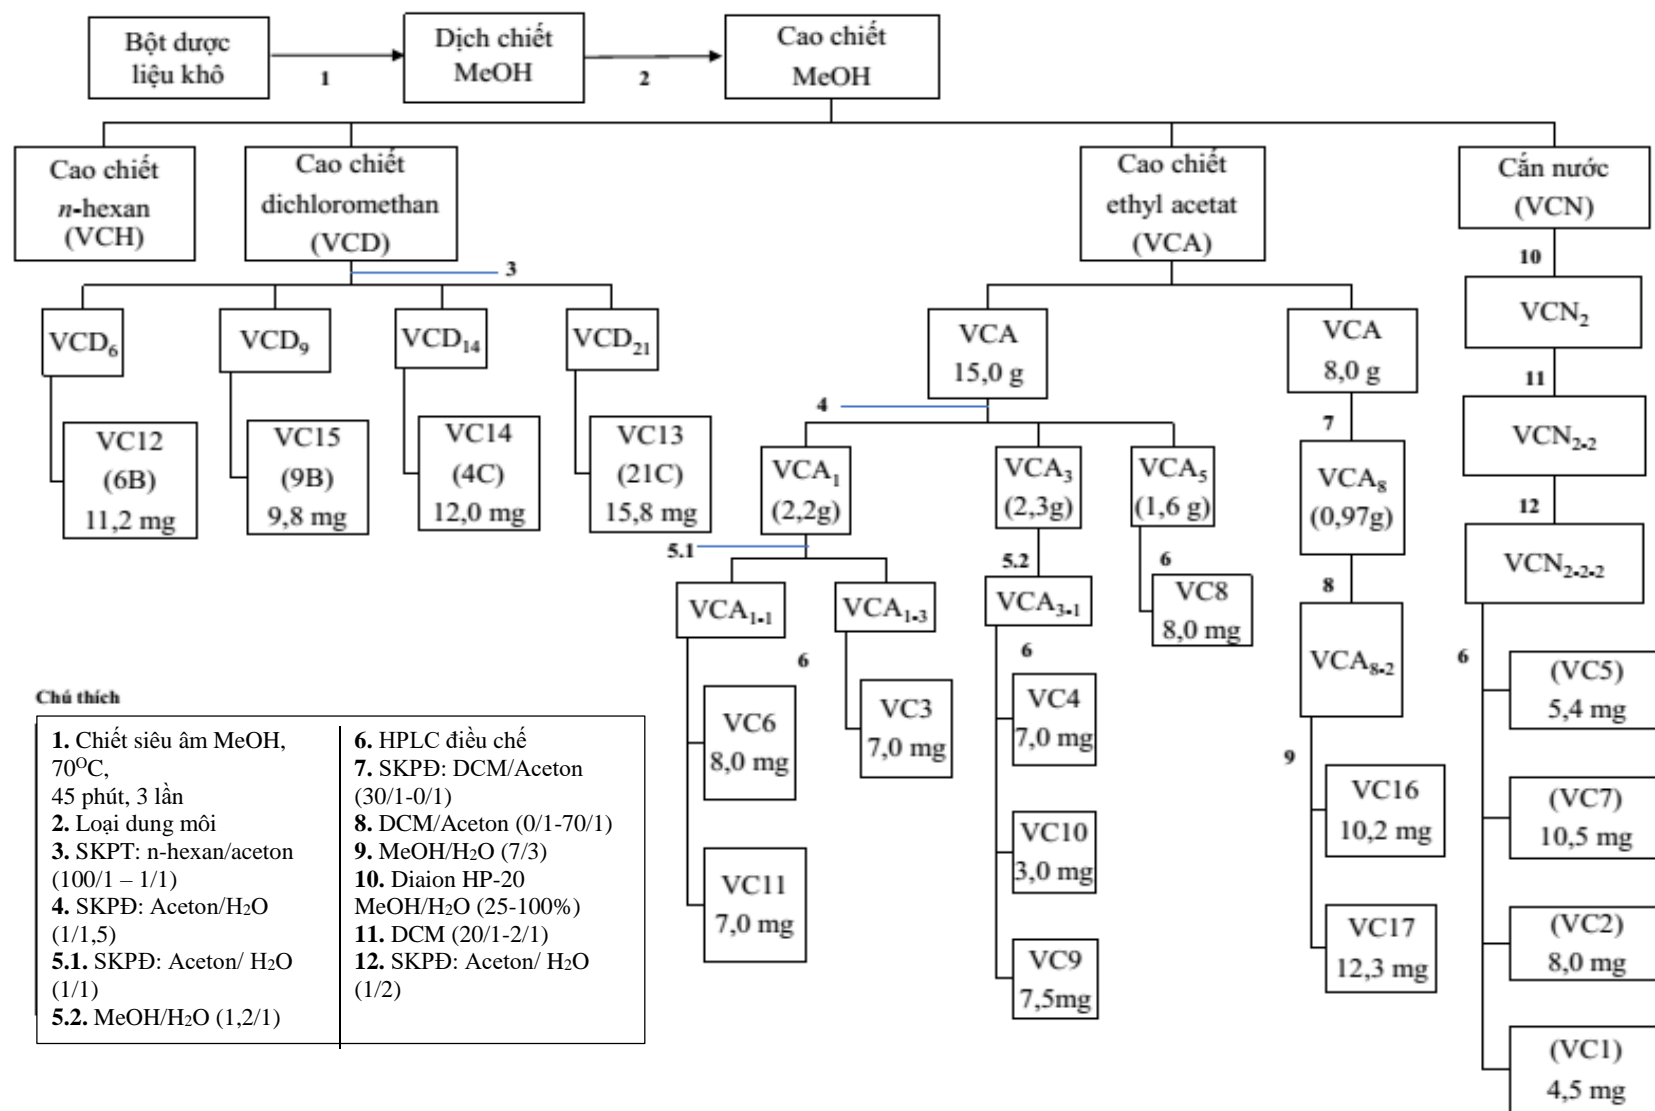 Bột dược
liệu khô
1
Dịch chiết
MeOH
2
Cao chiết
MeOH
Cao chiết
n-hexan
(VCH)
Cao chiết
dichloromethan
(VCD)
Cao chiết
ethyl acetat
(VCA)
Cắn nước
(VCN)
3
10
VCD6
VCD9
VCD14
VCD21
VCA
15,0 g
VCA
8,0 g
VCN2
4
7
11
VC12
(6B)
11,2 mg
VC15
(9B)
9,8 mg
VC14
(4C)
12,0 mg
VC13
(21C)
15,8 mg
VCA1
(2,2g)
VCA3
(2,3g)
VCA5
(1,6 g)
VCA8
(0,97g)
VCN2-2
12
5.1
5.2
6
8
VCN2-2-2
VCA1-1
VCA1-3
VCA3-1
VC8
8,0 mg
VCA8-2
6
6
6
VC6
8,0 mg
VC3
7,0 mg
VC4
7,0 mg
(VC5)
5,4 mg
9
VC11
7,0 mg
VC10
3,0 mg
VC16
10,2 mg
(VC7)
10,5 mg
VC9
7,5mg
VC17
12,3 mg
(VC2)
8,0 mg
(VC1)
4,5 mg
Chú thích
1. Chiết siêu âm MeOH,
70OC,
45 phút, 3 lần
2. Loại dung môi
3. SKPT: n-hexan/aceton
(100/1 – 1/1)
4. SKPĐ: Aceton/H2O
(1/1,5)
5.1. SKPĐ: Aceton/ H2O
(1/1)
5.2. MeOH/H2O (1,2/1)
6. HPLC điều chế
7. SKPĐ: DCM/Aceton
(30/1-0/1)
8. DCM/Aceton (0/1-70/1)
9. MeOH/H2O (7/3)
10. Diaion HP-20
MeOH/H2O (25-100%)
11. DCM (20/1-2/1)
12. SKPĐ: Aceton/ H2O
(1/2)